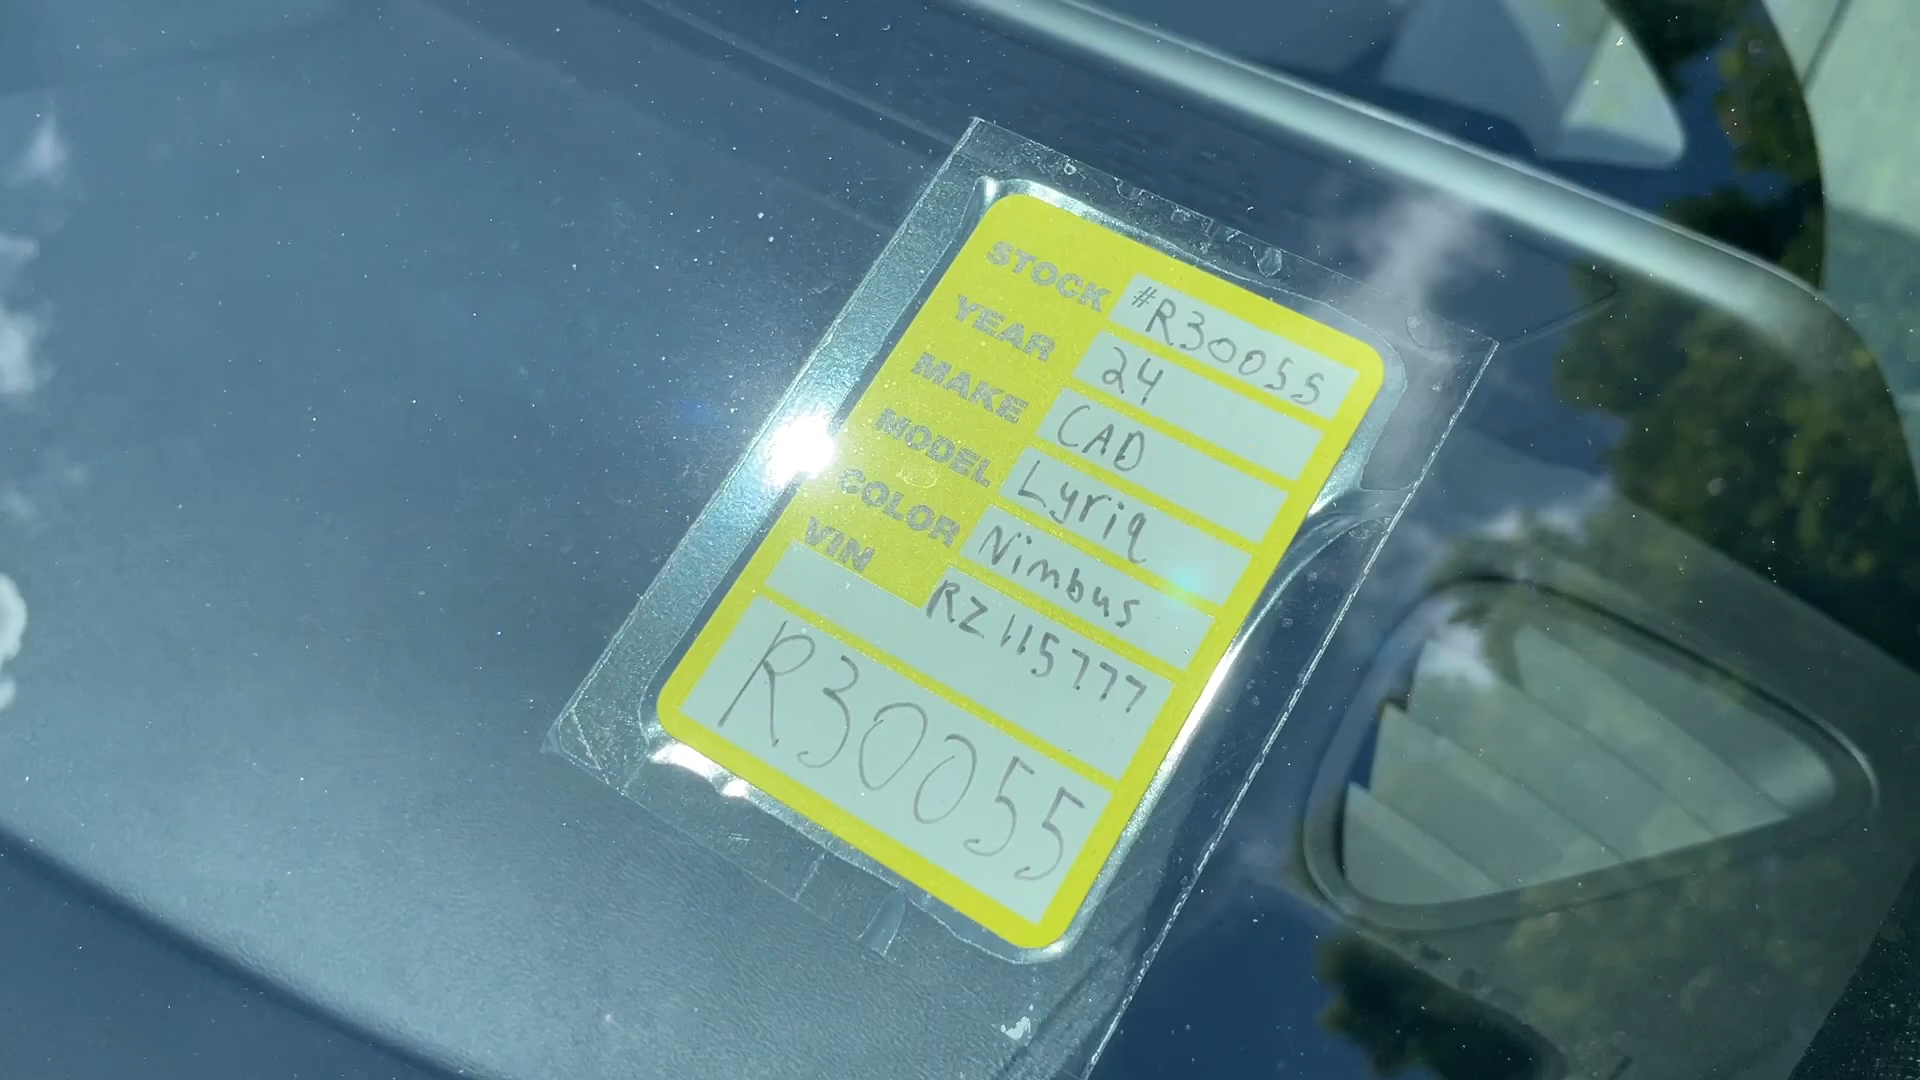 STOCK #R30055
YEAR 24
MAKE CAD
MODEL Lyriq
COLOR Nimbus
VIN RZ115777
R30055